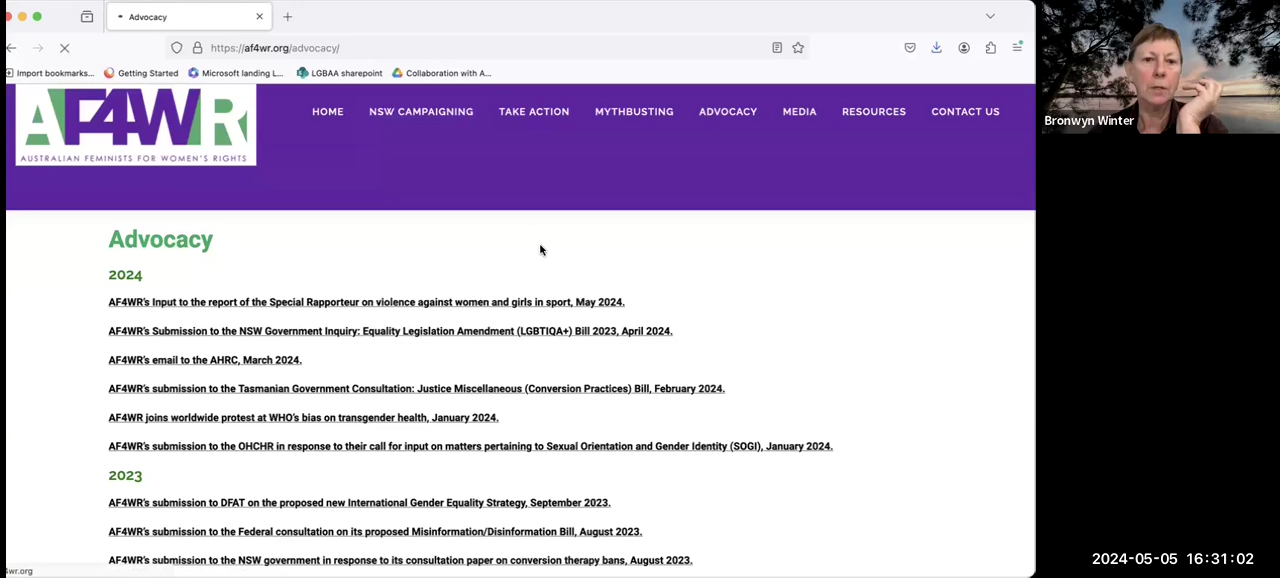 Advocacy
https://af4wr.org/advocacy/
Import bookmarks... Getting Started Microsoft landing L... LGBAA sharepoint Collaboration with A...
AF4WR
AUSTRALIAN FEMINISTS FOR WOMEN'S RIGHTS
HOME NSW CAMPAIGNING TAKE ACTION MYTHBUSTING ADVOCACY MEDIA RESOURCES CONTACT US
Bronwyn Winter
Advocacy
2024
AF4WR's Input to the report of the Special Rapporteur on violence against women and girls in sport, May 2024.
AF4WR's Submission to the NSW Government Inquiry: Equality Legislation Amendment (LGBTIQA+) Bill 2023, April 2024.
AF4WR's email to the AHRC, March 2024.
AF4WR's submission to the Tasmanian Government Consultation: Justice Miscellaneous (Conversion Practices) Bill, February 2024.
AF4WR joins worldwide protest at WHO's bias on transgender health, January 2024.
AF4WR's submission to the OHCHR in response to their call for input on matters pertaining to Sexual Orientation and Gender Identity (SOGI), January 2024.
2023
AF4WR's submission to DFAT on the proposed new International Gender Equality Strategy, September 2023.
AF4WR's submission to the Federal consultation on its proposed Misinformation/Disinformation Bill, August 2023.
AF4WR's submission to the NSW government in response to its consultation paper on conversion therapy bans, August 2023.
4wr.org
2024-05-05 16:31:02